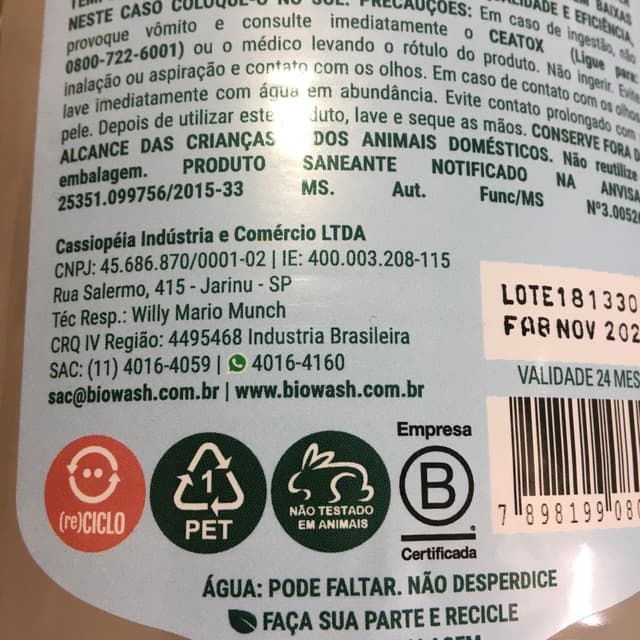 NESTE CASO COLOQUE-O NO SOL. PRECAUÇÕES: Em caso de ingestão, não
provoque vômito e consulte imediatamente o CEATOX (Ligue para
0800-722-6001) ou o médico levando o rótulo do produto. Não ingerir. Evite
inalação ou aspiração e contato com os olhos. Em caso de contato com os olhos
lave imediatamente com água em abundância. Evite contato prolongado com
pele. Depois de utilizar este lave e seque as mãos. CONSERVE FORA D
ALCANCE DAS CRIANÇAS DOS ANIMAIS DOMÉSTICOS. Não reutilize
embalagem. PRODUTO SANEANTE NOTIFICADO NA ANVISA
25351.099756/2015-33 MS. Aut. Func/MS Nº3.0052
Cassiopéia Indústria e Comércio LTDA
CNPJ: 45.686.870/0001-02 | IE: 400.003.208-115
Rua Salermo, 415 - Jarinu - SP
Téc Resp.: Willy Mario Munch
CRQ IV Região: 4495468 Industria Brasileira
SAC: (11) 4016-4059 | 4016-4160
sac@biowash.com.br | www.biowash.com.br
LOTE181330
FABNOV 202
VALIDADE 24 MES
7 898199 080
(re)CICLO
1
PET
NÃO TESTADO
EM ANIMAIS
Empresa
B
Certificada
ÁGUA: PODE FALTAR. NÃO DESPERDICE
FAÇA SUA PARTE E RECICLE